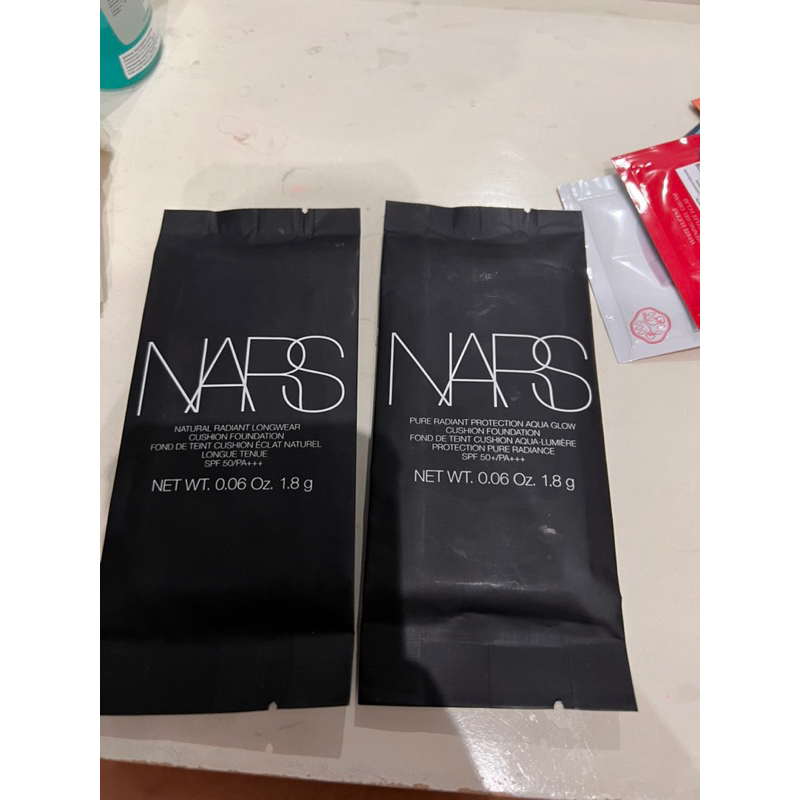 NARS
NATURAL RADIANT LONGWEAR
CUSHION FOUNDATION
FOND DE TEINT CUSHION ÉCLAT NATUREL
LONGUE TENUE
SPF 50/PA+++
NET WT. 0.06 Oz. 1.8 g
NARS
PURE RADIANT PROTECTION AQUA GLOW
CUSHION FOUNDATION
FOND DE TEINT CUSHION AQUA-LUMIÈRE
PROTECTION PURE RADIANCE
SPF 50+/PA+++
NET WT. 0.06 Oz. 1.8 g